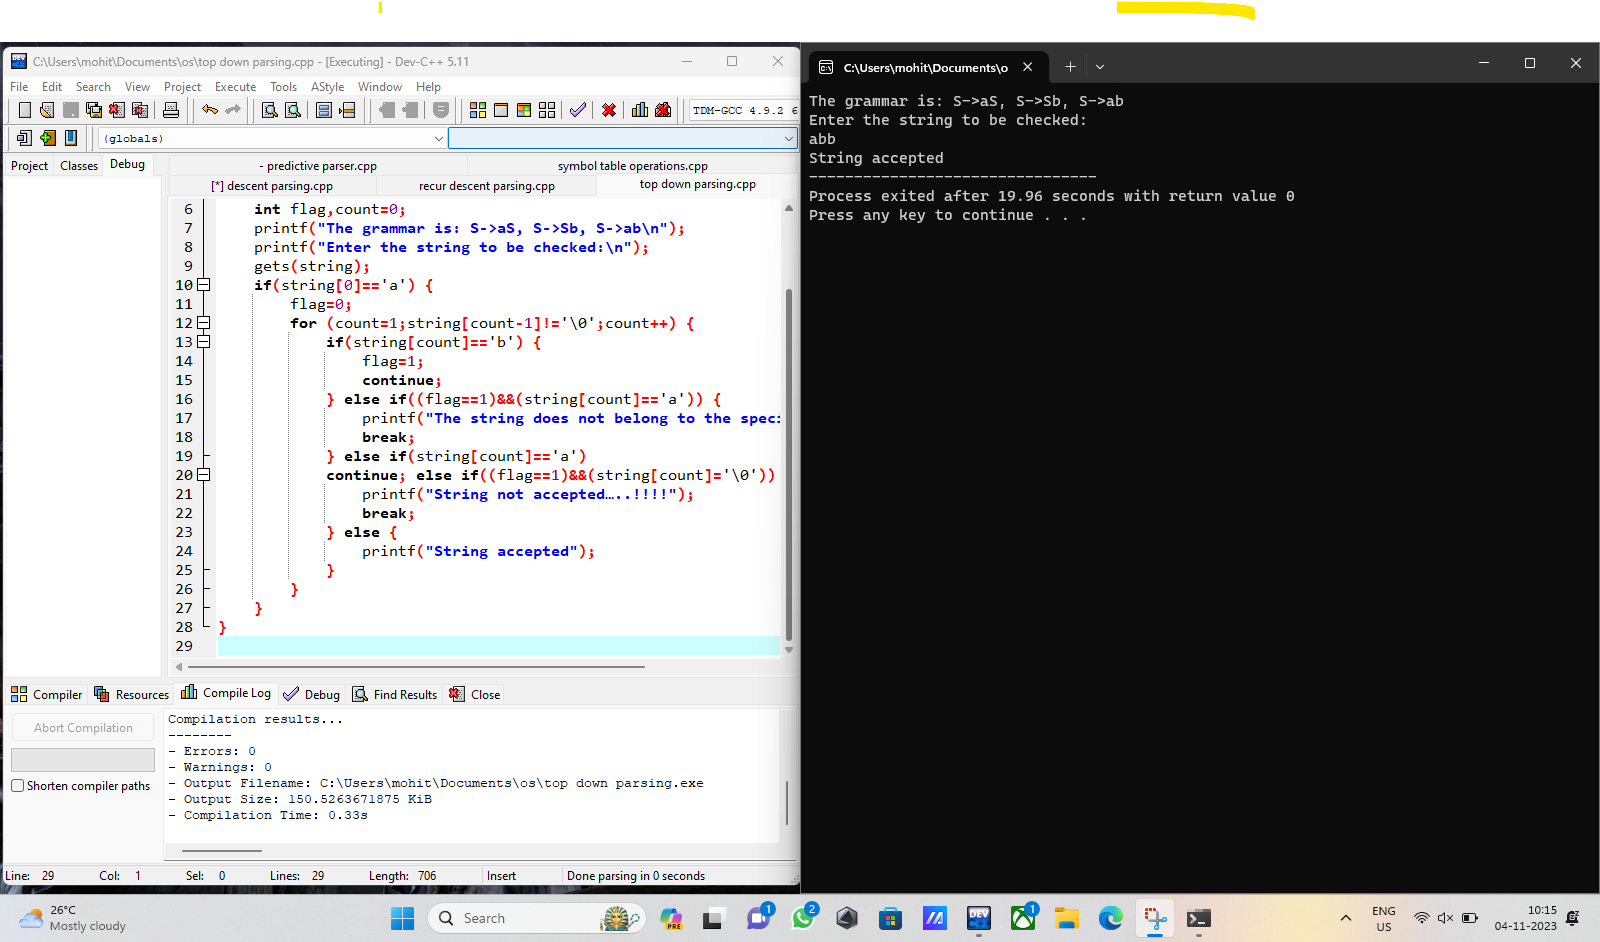 C:\Users\mohit\Documents\os\top down parsing.cpp - [Executing] - Dev-C++ 5.11
File Edit Search View Project Execute Tools AStyle Window Help
TDM-GCC 4.9.2 6
(globals)
Project Classes Debug
- predictive parser.cpp symbol table operations.cpp
[*] descent parsing.cpp recur descent parsing.cpp top down parsing.cpp
6 int flag,count=0;
7 printf("The grammar is: S->aS, S->Sb, S->ab\n");
8 printf("Enter the string to be checked:\n");
9 gets(string);
10 if(string[0]=='a') {
11 flag=0;
12 for (count=1;string[count-1]!='\0';count++) {
13 if(string[count]=='b') {
14 flag=1;
15 continue;
16 } else if((flag==1)&&(string[count]=='a')) {
17 printf("The string does not belong to the speci
18 break;
19 } else if(string[count]=='a')
20 continue; else if((flag==1)&&(string[count]='\0'))
21 printf("String not accepted…..!!!!");
22 break;
23 } else {
24 printf("String accepted");
25 }
26 }
27 }
28 }
29
Compiler Resources Compile Log Debug Find Results Close
Abort Compilation
Shorten compiler paths
Compilation results...
--------
- Errors: 0
- Warnings: 0
- Output Filename: C:\Users\mohit\Documents\os\top down parsing.exe
- Output Size: 150.5263671875 KiB
- Compilation Time: 0.33s
Line: 29 Col: 1 Sel: 0 Lines: 29 Length: 706 Insert Done parsing in 0 seconds
C:\Users\mohit\Documents\o
The grammar is: S->aS, S->Sb, S->ab
Enter the string to be checked:
abb
String accepted
--------------------------------
Process exited after 19.96 seconds with return value 0
Press any key to continue . . .
26°C
Mostly cloudy
Search
PRE
1
2
DEV
1
ENG
US
10:15
04-11-2023